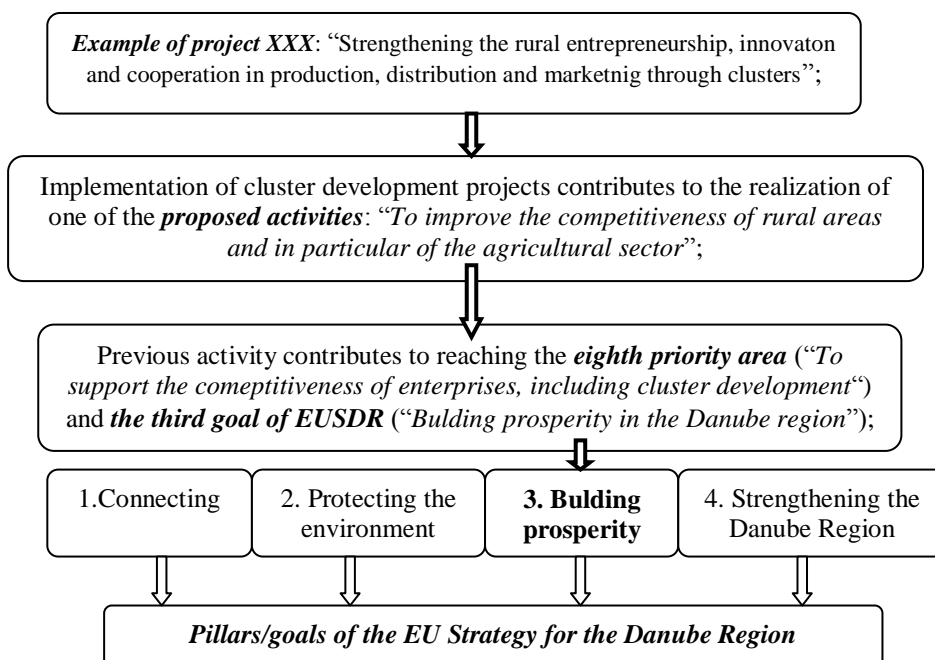 Example of project XXX: “Strengthening the rural entrepreneurship, innovaton
and cooperation in production, distribution and marketnig through clusters”;
Implementation of cluster development projects contributes to the realization of
one of the proposed activities: “To improve the competitiveness of rural areas
and in particular of the agricultural sector”;
Previous activity contributes to reaching the eighth priority area (“To
support the comeptitiveness of enterprises, including cluster development“)
and the third goal of EUSDR (“Bulding prosperity in the Danube region”);
1.Connecting
2. Protecting the
environment
3. Bulding
prosperity
4. Strengthening the
Danube Region
Pillars/goals of the EU Strategy for the Danube Region